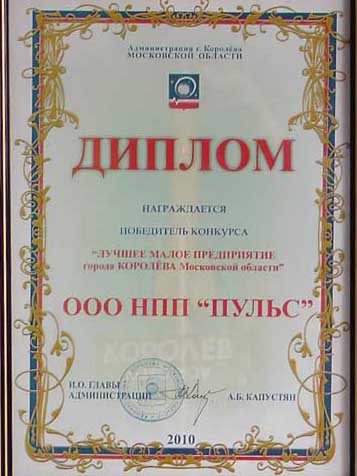 Администрация г. Королёва
МОСКОВСКОЙ ОБЛАСТИ
ДИПЛОМ
НАГРАЖДАЕТСЯ
ПОБЕДИТЕЛЬ КОНКУРСА
“ЛУЧШЕЕ МАЛОЕ ПРЕДПРИЯТИЕ
города КОРОЛЁВА Московской области”
ООО НПП “ПУЛЬС”
КОРОЛЕВ
И.О. ГЛАВЫ
АДМИНИСТРАЦИИ
А.Б. КАПУСТЯН
2010